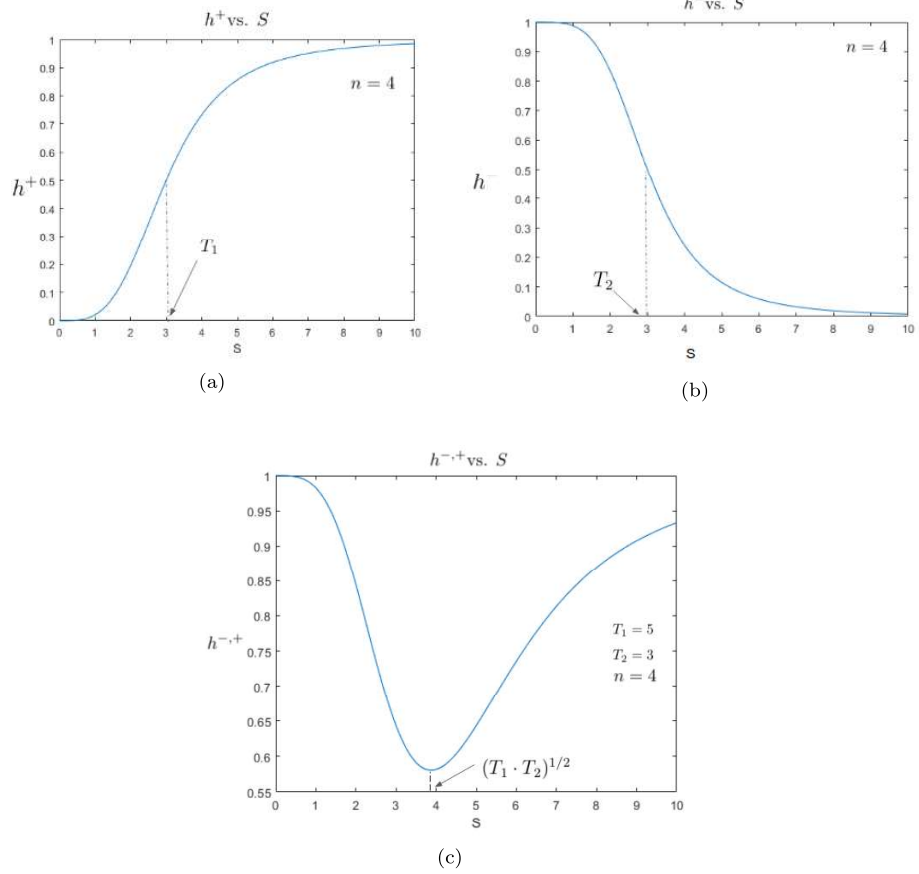 h⁺ vs. S
1
0.9
0.8
0.7
0.6
0.5
0.4
0.3
0.2
0.1
0
h⁺
n = 4
T₁
0 1 2 3 4 5 6 7 8 9 10
S
(a)
h⁻ vs. S
1
0.9
0.8
0.7
0.6
0.5
0.4
0.3
0.2
0.1
0
h⁻
n = 4
T₂
0 1 2 3 4 5 6 7 8 9 10
S
(b)
h⁻,⁺ vs. S
1
0.95
0.9
0.85
0.8
0.75
0.7
0.65
0.6
0.55
h⁻,⁺
T₁ = 5
T₂ = 3
n = 4
(T₁ · T₂)^{1/2}
0 1 2 3 4 5 6 7 8 9 10
S
(c)